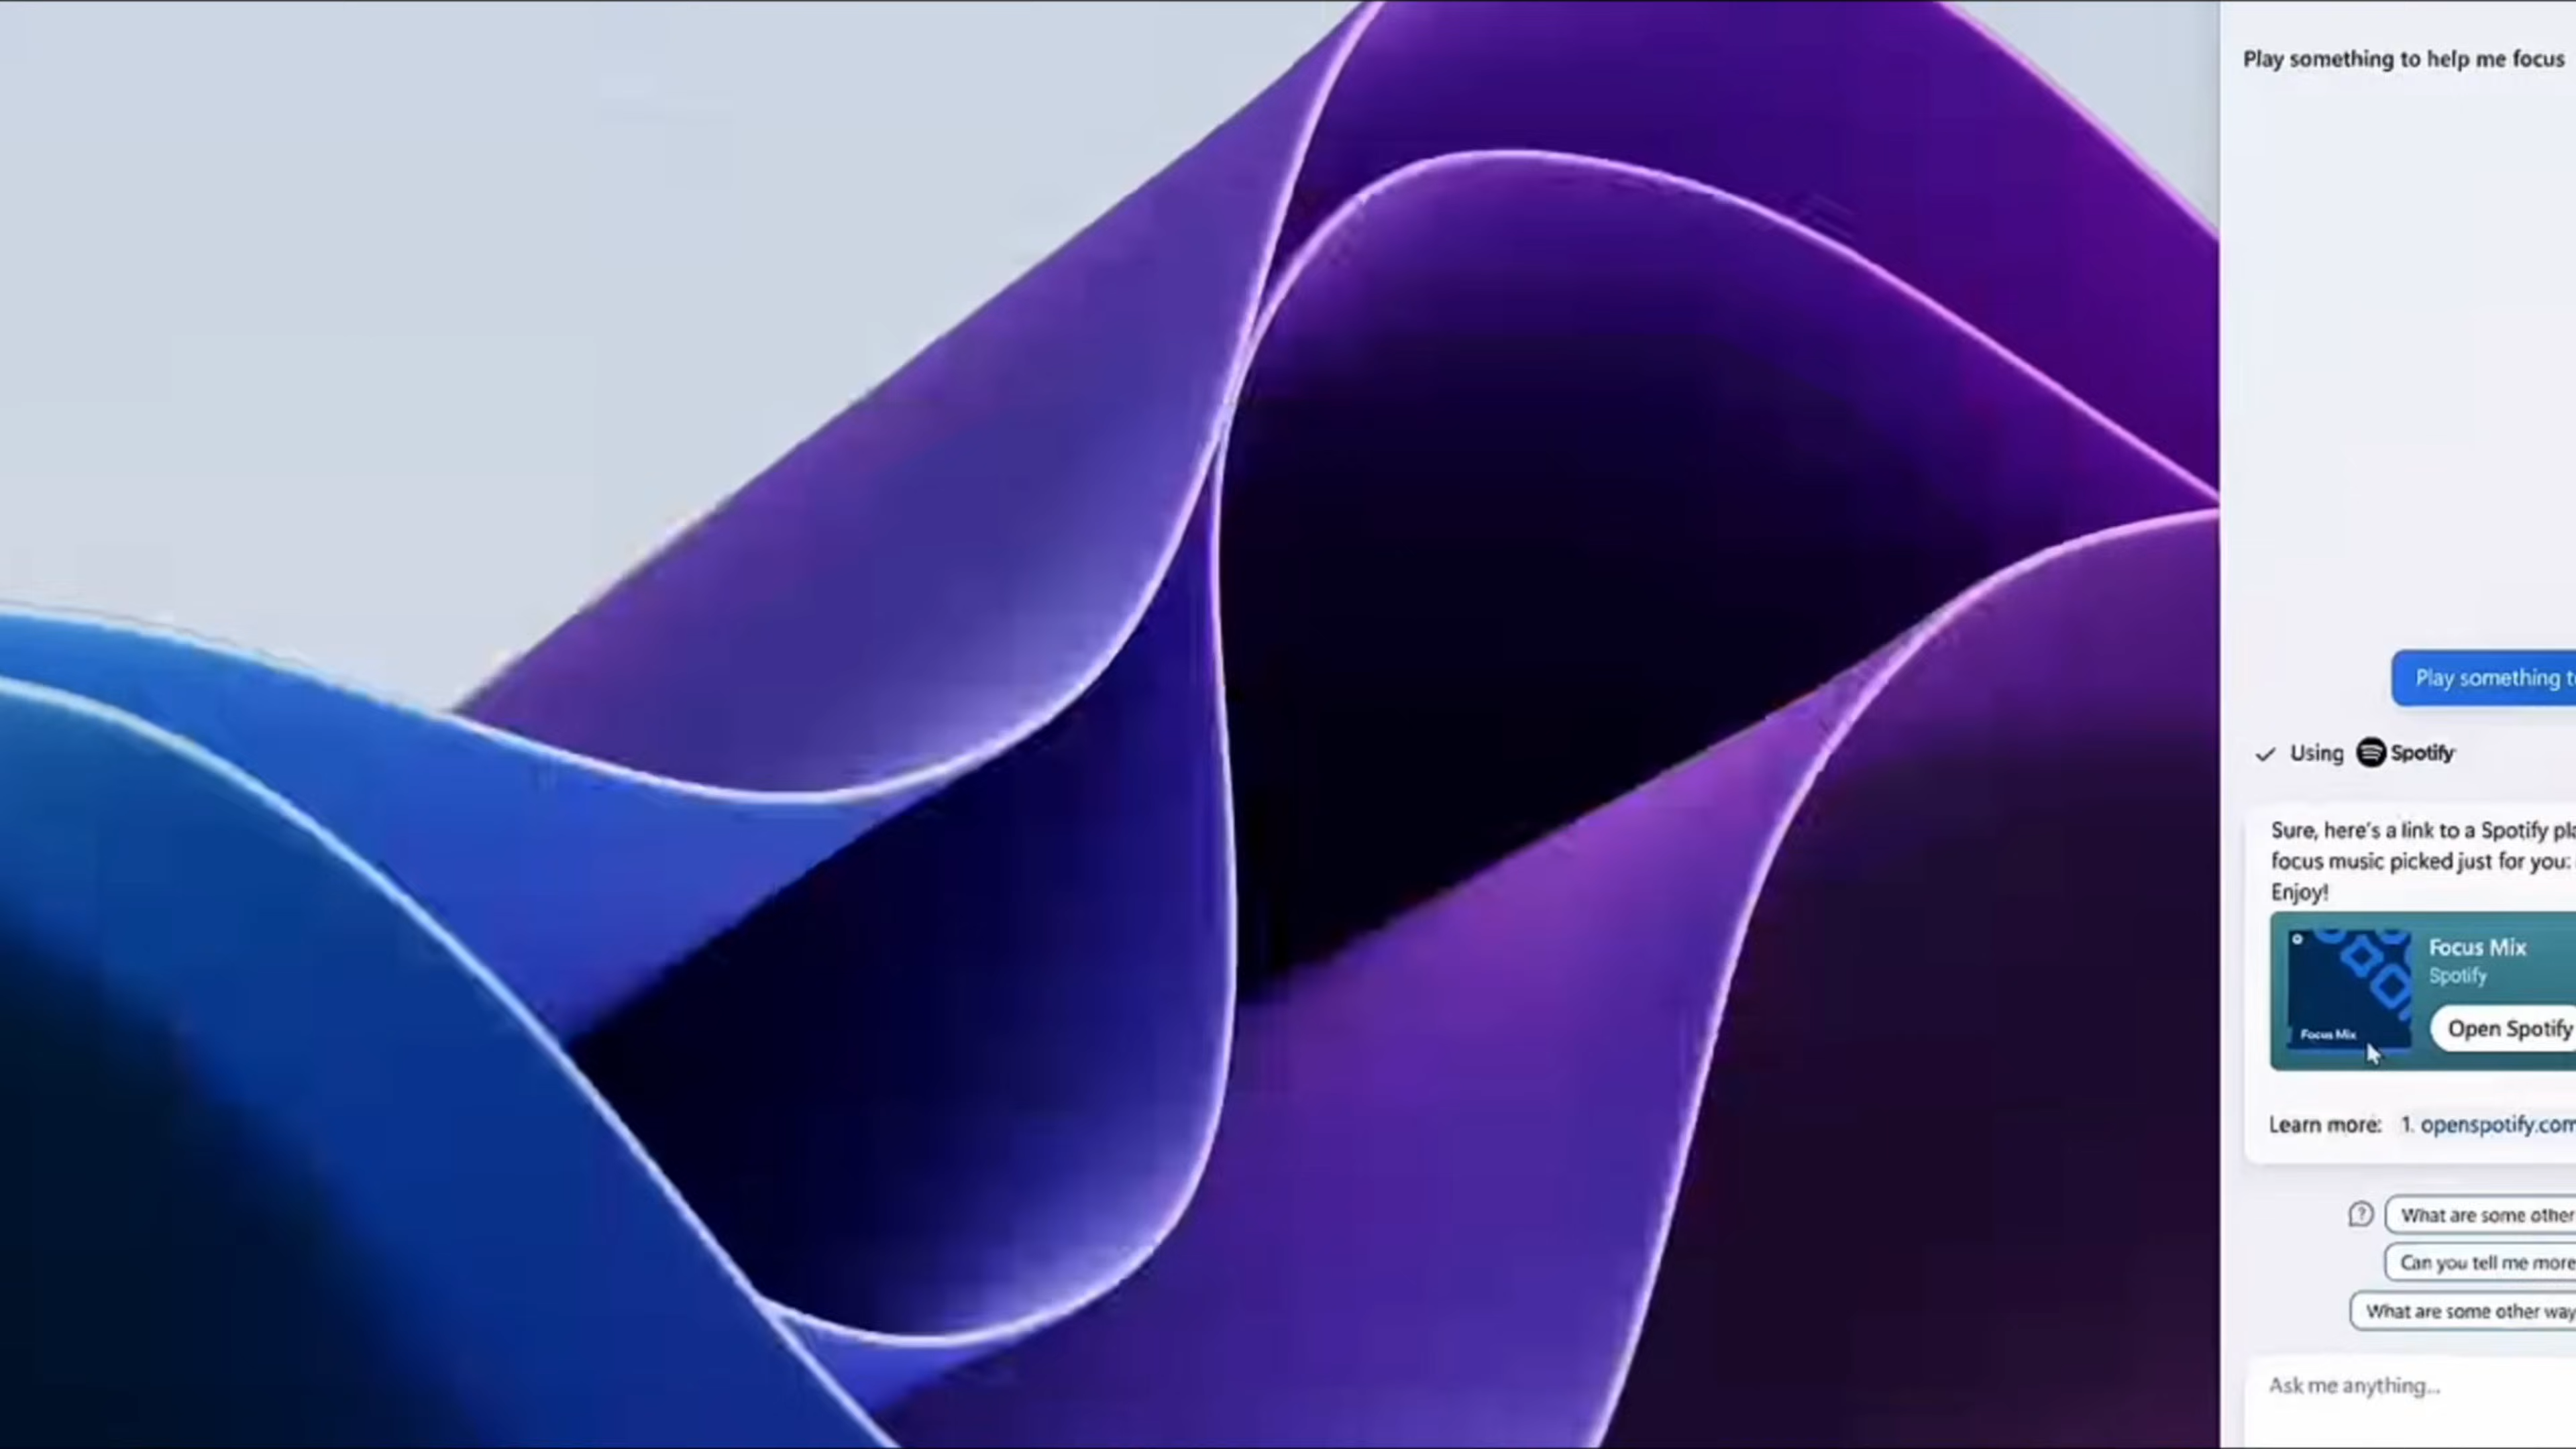 Play something to help me focus
Play something t
Using Spotify
Sure, here's a link to a Spotify pla
focus music picked just for you:
Enjoy!
Focus Mix
Spotify
Focus Mix
Open Spotify
Learn more: 1. openspotify.com
What are some other
Can you tell me more
What are some other way
Ask me anything...